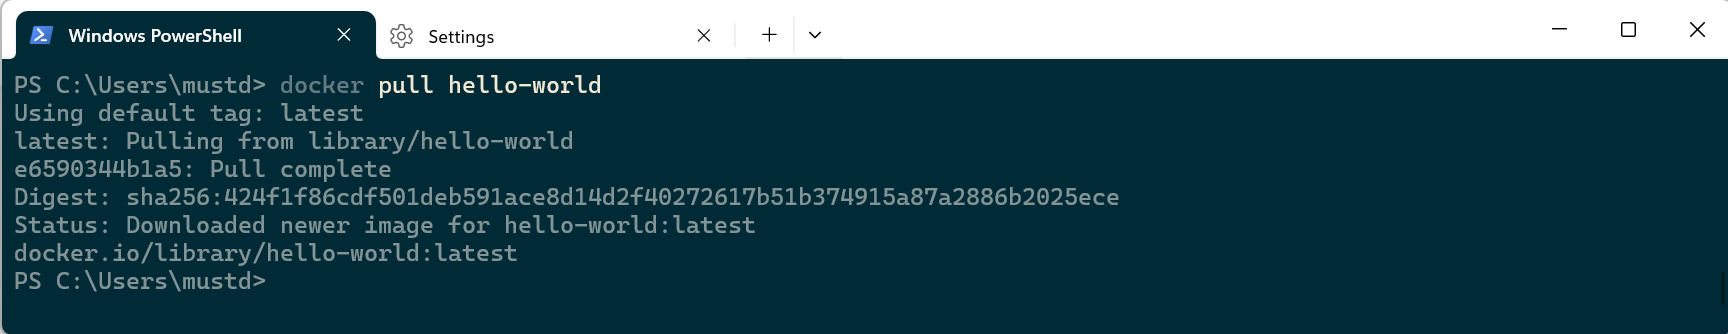 Windows PowerShell
Settings
PS C:\Users\mustd> docker pull hello-world
Using default tag: latest
latest: Pulling from library/hello-world
e6590344b1a5: Pull complete
Digest: sha256:424f1f86cdf501deb591ace8d14d2f40272617b51b374915a87a2886b2025ece
Status: Downloaded newer image for hello-world:latest
docker.io/library/hello-world:latest
PS C:\Users\mustd>